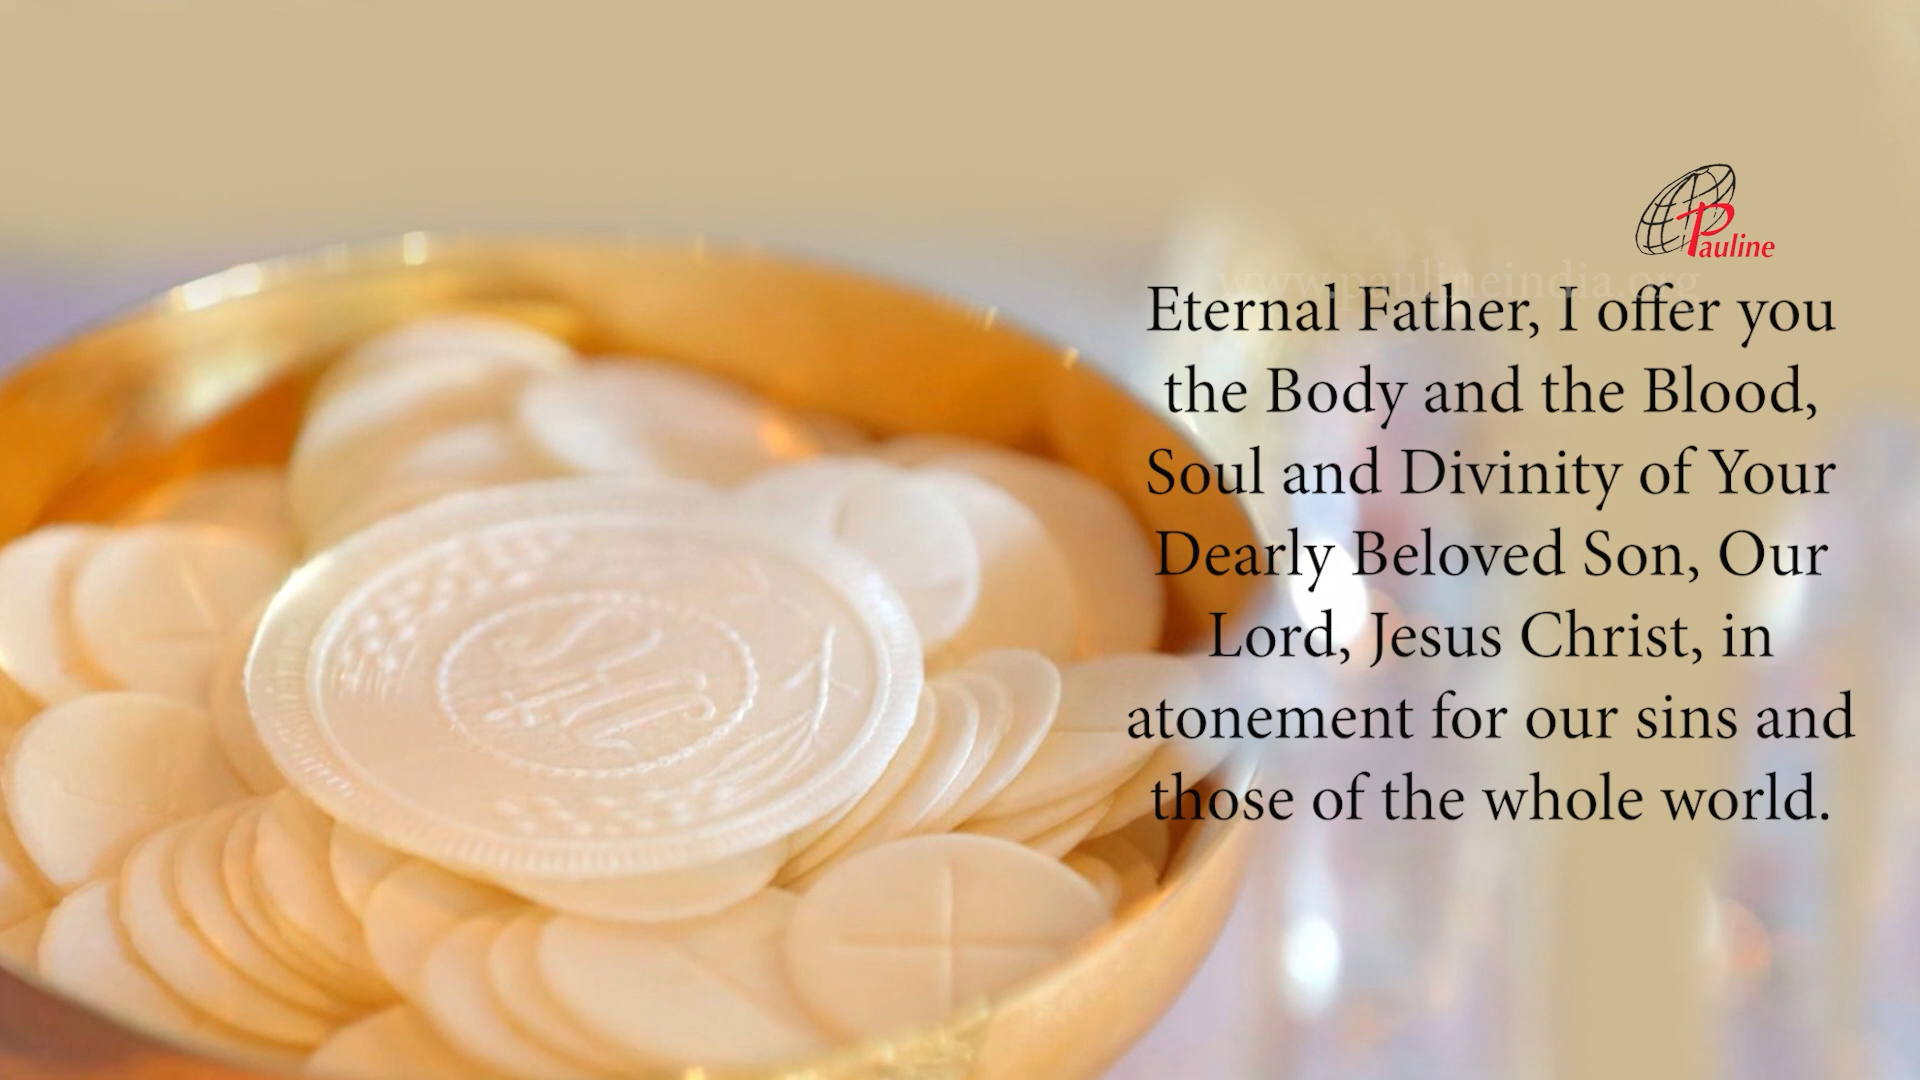 Pauline
www.paulineindia.org
Eternal Father, I offer you
the Body and the Blood,
Soul and Divinity of Your
Dearly Beloved Son, Our
Lord, Jesus Christ, in
atonement for our sins and
those of the whole world.
IHS